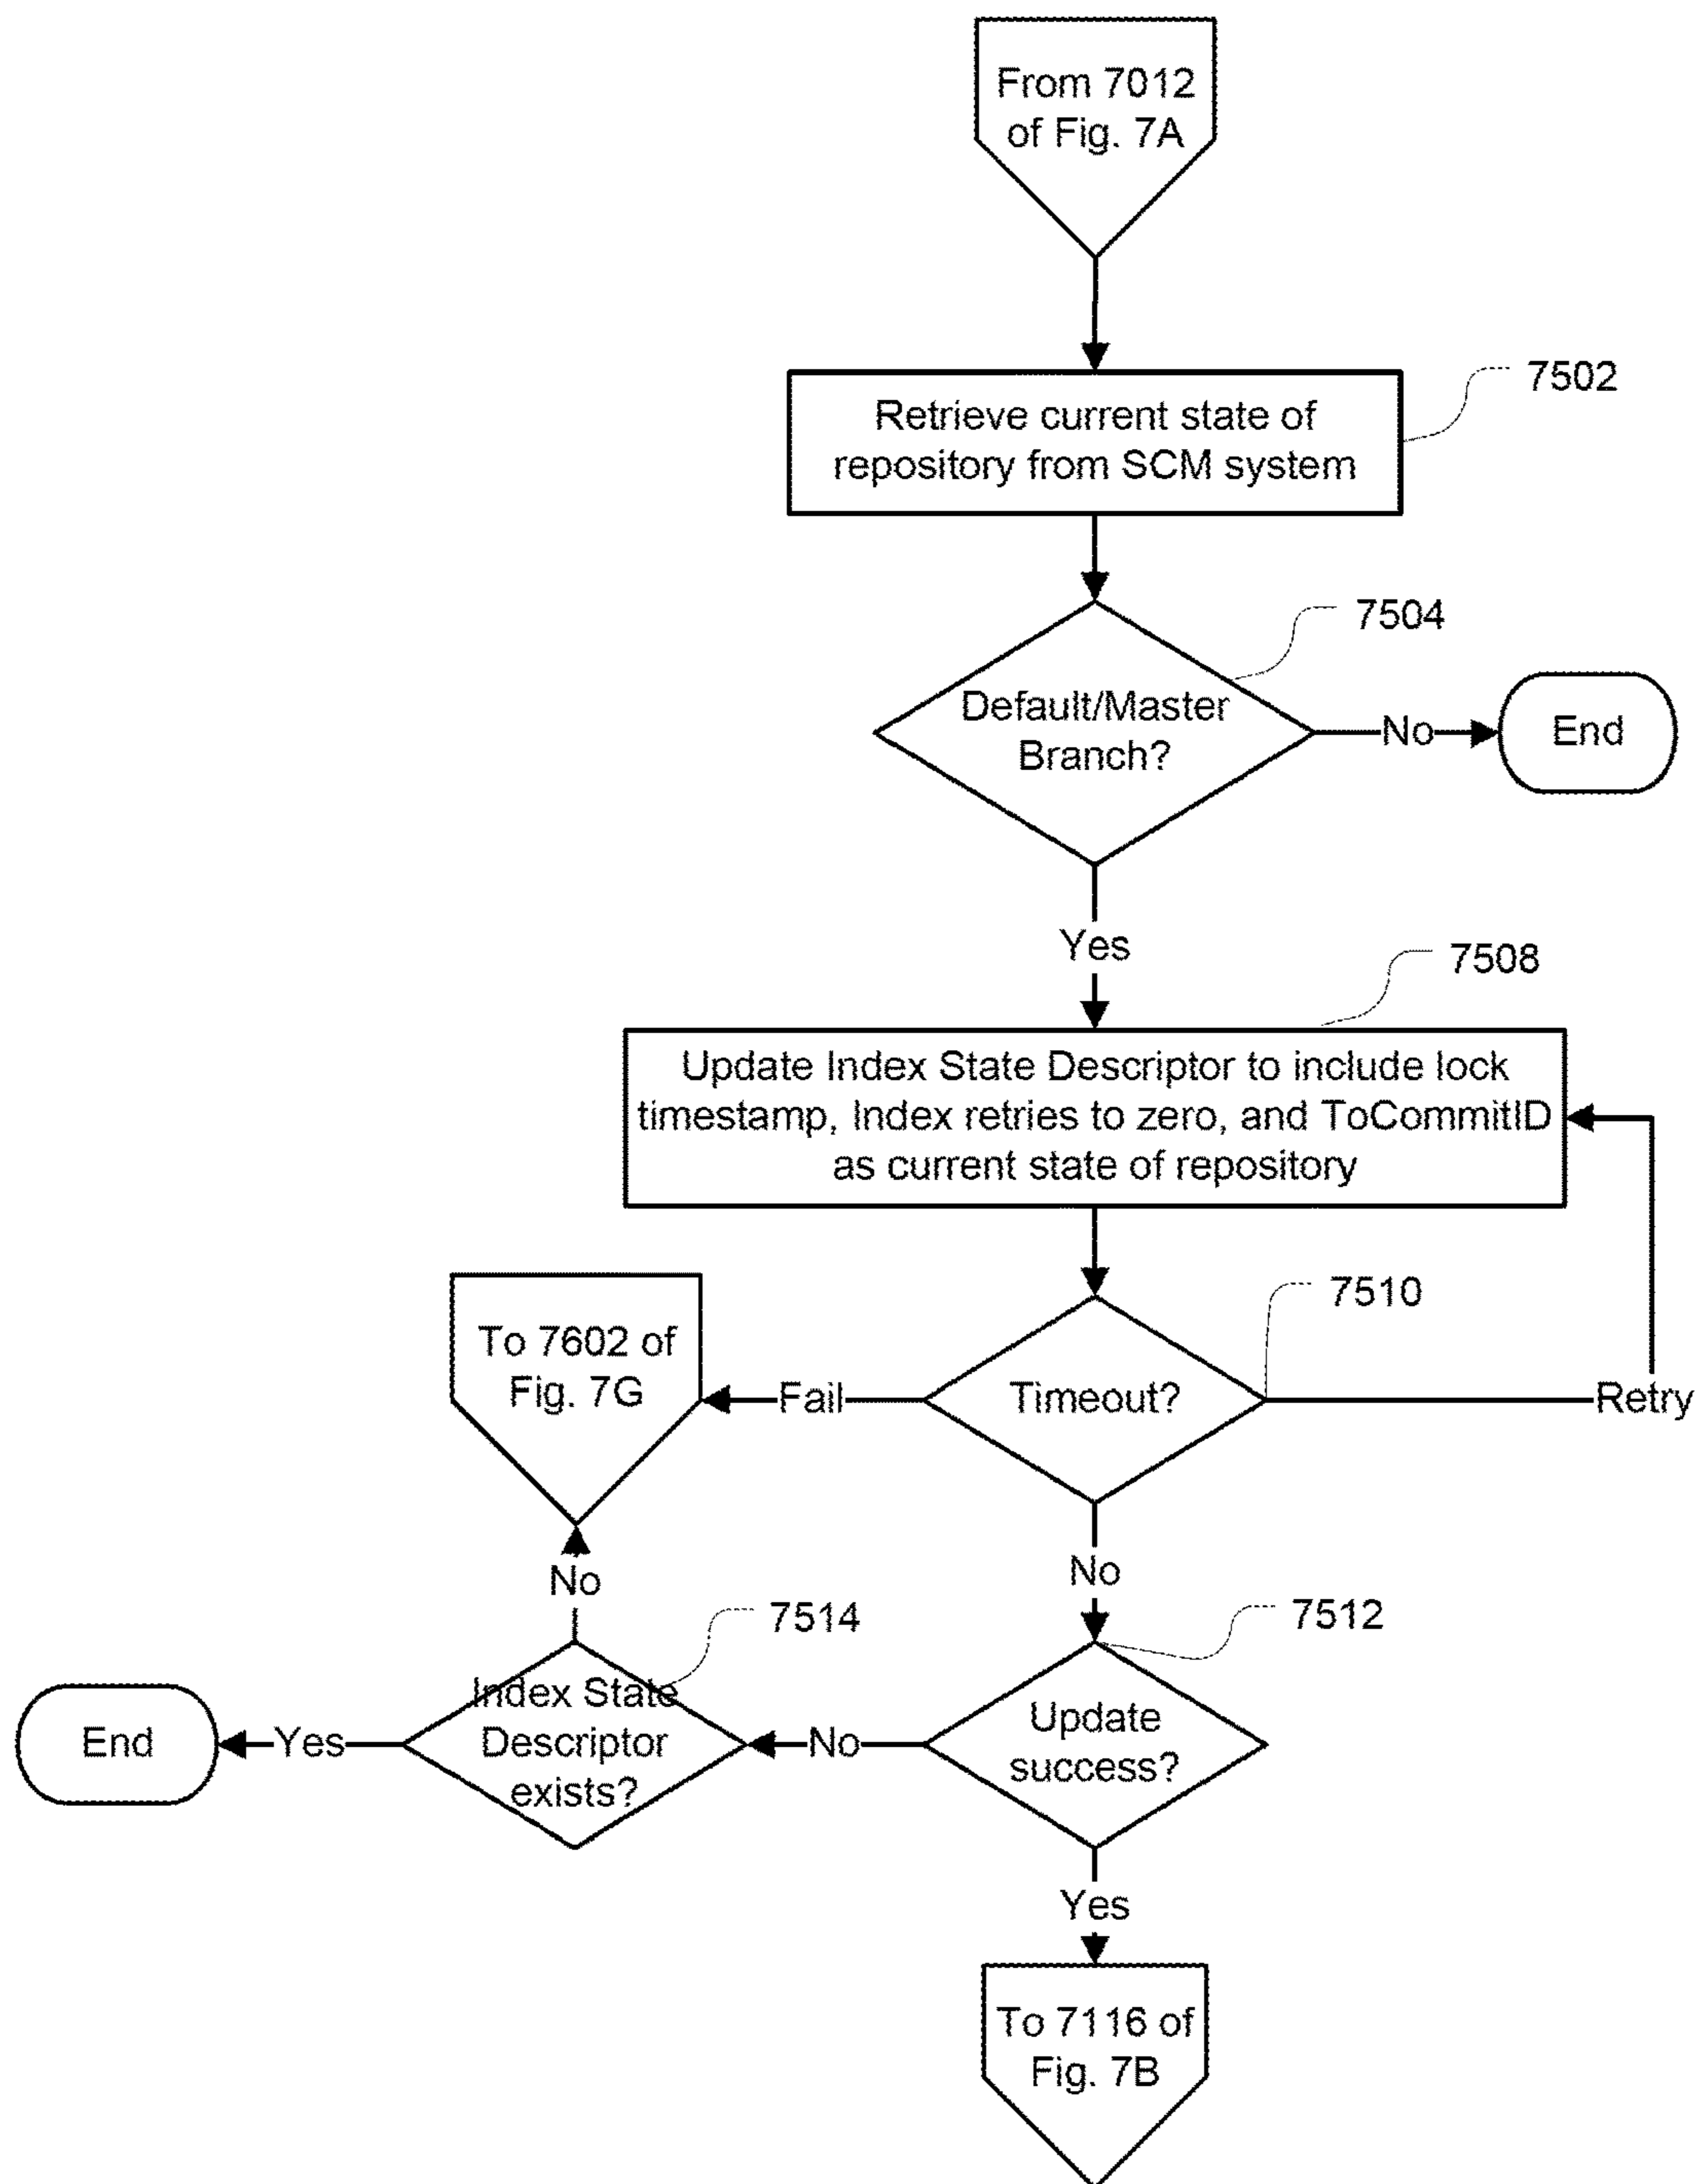 From 7012
of Fig. 7A
7502
Retrieve current state of
repository from SCM system
7504
Default/Master
Branch?
No
End
Yes
7508
Update Index State Descriptor to include lock
timestamp, Index retries to zero, and ToCommitID
as current state of repository
7510
To 7602 of
Fig. 7G
Fail
Timeout?
Retry
No
No
7514
7512
Index State
Descriptor
exists?
End
Yes
No
Update
success?
Yes
To 7116 of
Fig. 7B